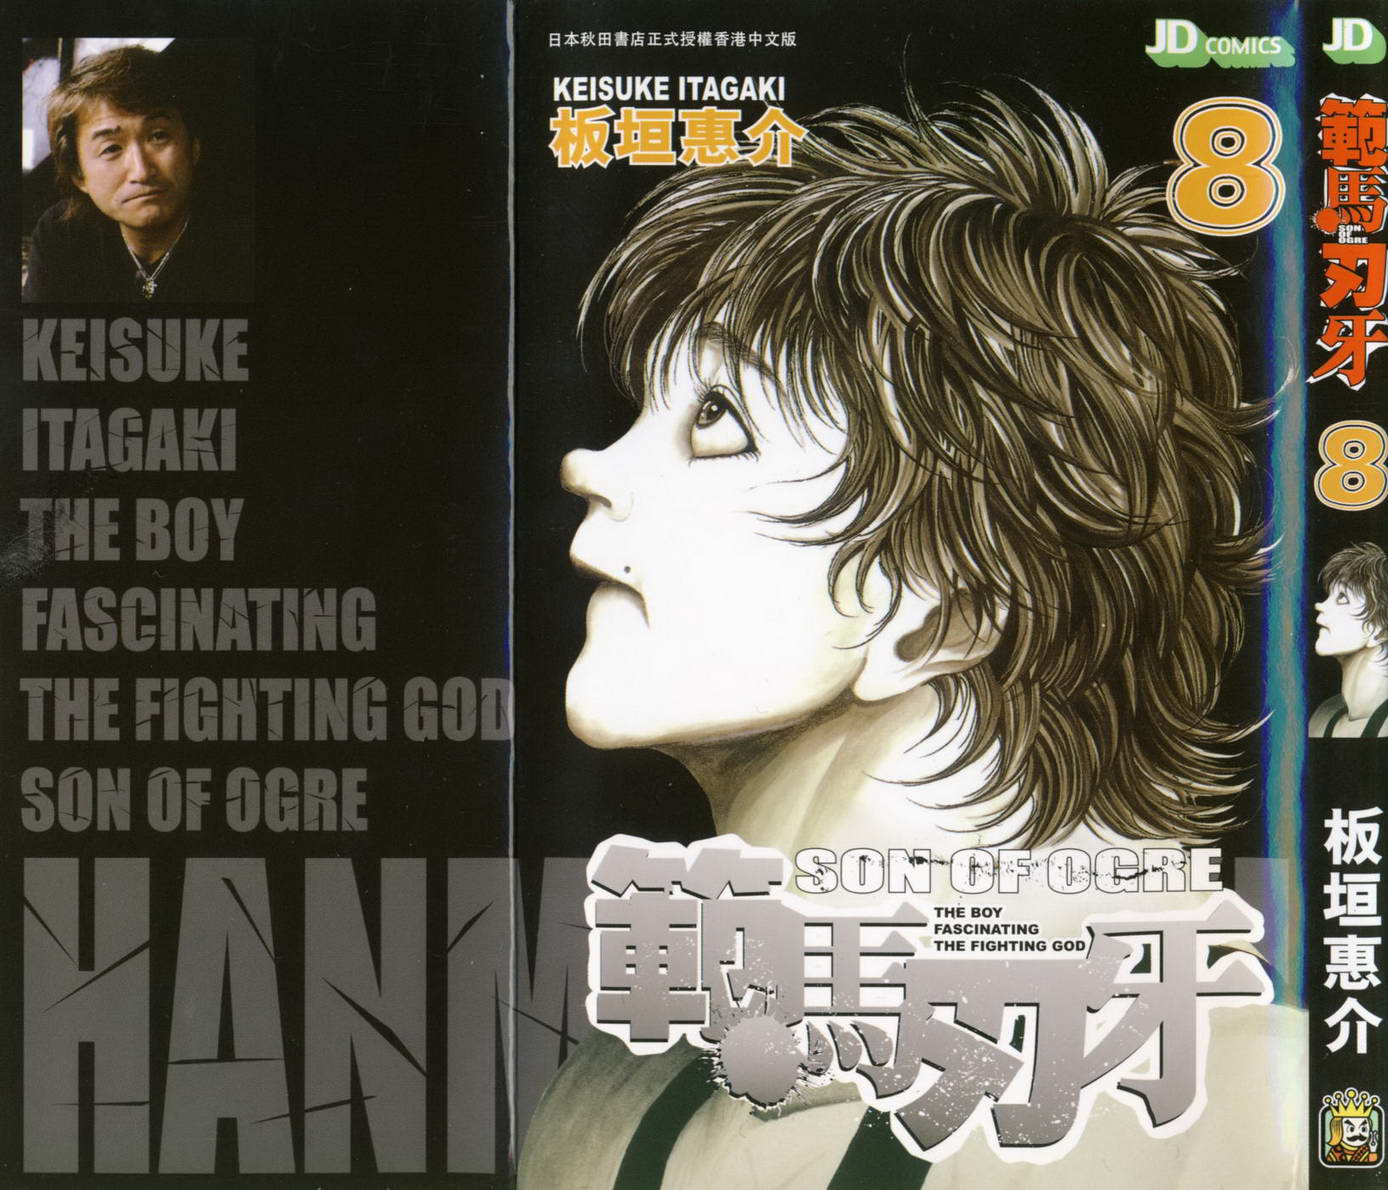 KEISUKE
ITAGAKI
THE BOY
FASCINATING
THE FIGHTING GOD
SON OF OGRE
HANM
日本秋田書店正式授權香港中文版
KEISUKE ITAGAKI
板垣惠介
JD COMICS
8
SON OF OGRE
THE BOY
FASCINATING
THE FIGHTING GOD
範馬刃牙
JD
範馬刃牙
SON
OF
OGRE
8
板垣惠介